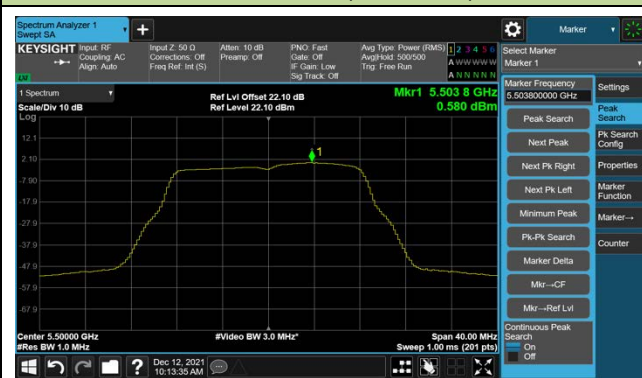 Spectrum Analyzer 1
Swept SA
Marker
KEYSIGHT
Input: RF
Coupling: AC
Align: Auto
Input Z: 50 Ω
Corrections: Off
Freq Ref: Int (S)
Atten: 10 dB
Preamp: Off
PNO: Fast
Gate: Off
IF Gain: Low
Sig Track: Off
Avg Type: Power (RMS)
Avg|Hold: 500/500
Trig: Free Run
1 2 3 4 5 6
A W W W W W
A N N N N N
LM
Select Marker
Marker 1
1 Spectrum
Scale/Div 10 dB
Log
Ref Lvl Offset 22.10 dB
Ref Level 22.10 dBm
Mkr1 5.503 8 GHz
0.580 dBm
12.1
2.10
-7.90
-17.9
-27.9
-37.9
-47.9
-57.9
-67.9
1
Center 5.50000 GHz
#Res BW 1.0 MHz
#Video BW 3.0 MHz*
Span 40.00 MHz
Sweep 1.00 ms (201 pts)
Marker Frequency
5.503800000 GHz
Peak Search
Next Peak
Next Pk Right
Next Pk Left
Minimum Peak
Pk-Pk Search
Marker Delta
Mkr→CF
Mkr→Ref Lvl
Continuous Peak
Search
On
Off
Settings
Peak
Search
Pk Search
Config
Properties
Marker
Function
Marker→
Counter
Dec 12, 2021
10:13:35 AM